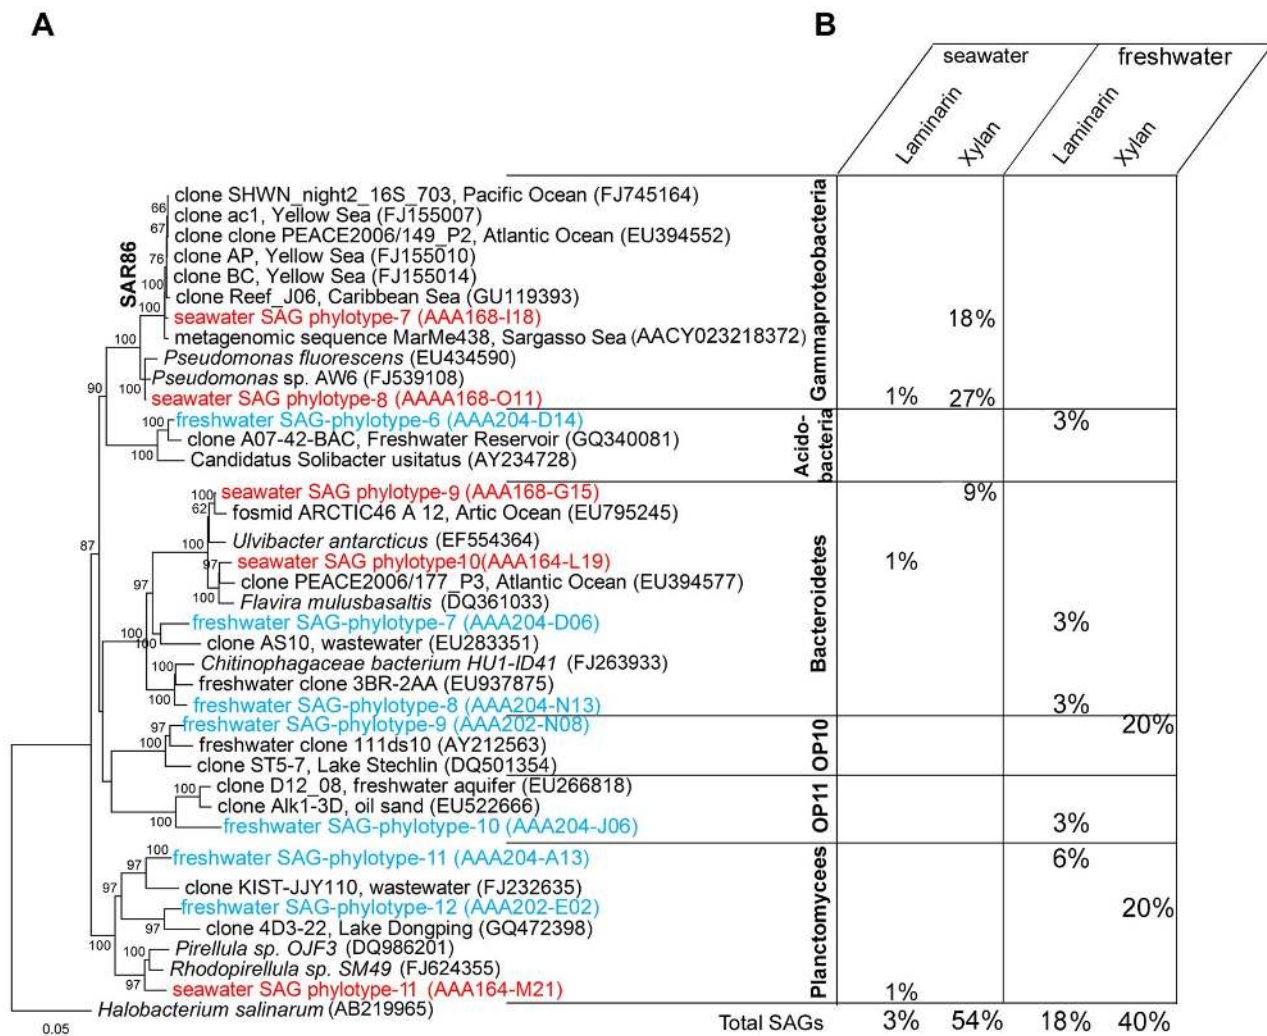 A
B
seawater
freshwater
Laminarin
Xylan
Laminarin
Xylan
SAR86
66
67
76
100
100
100
90
100
100
100
62
100
97
100
97
100
100
100
100
87
97
100
100
100
97
97
97
100
100
97
clone SHWN_night2_16S_703, Pacific Ocean (FJ745164)
clone ac1, Yellow Sea (FJ155007)
clone clone PEACE2006/149_P2, Atlantic Ocean (EU394552)
clone AP, Yellow Sea (FJ155010)
clone BC, Yellow Sea (FJ155014)
clone Reef_J06, Caribbean Sea (GU119393)
seawater SAG phylotype-7 (AAA168-I18) 18%
metagenomic sequence MarMe438, Sargasso Sea (AACY023218372)
Pseudomonas fluorescens (EU434590)
Pseudomonas sp. AW6 (FJ539108)
seawater SAG phylotype-8 (AAAA168-O11) 1% 27%
Gammaproteobacteria
freshwater SAG-phylotype-6 (AAA204-D14) 3%
clone A07-42-BAC, Freshwater Reservoir (GQ340081)
Candidatus Solibacter usitatus (AY234728)
Acido-
bacteria
seawater SAG phylotype-9 (AAA168-G15) 9%
fosmid ARCTIC46 A 12, Artic Ocean (EU795245)
Ulvibacter antarcticus (EF554364)
seawater SAG phylotype-10(AAA164-L19) 1%
clone PEACE2006/177_P3, Atlantic Ocean (EU394577)
Flavira mulusbasaltis (DQ361033)
freshwater SAG-phylotype-7 (AAA204-D06) 3%
clone AS10, wastewater (EU283351)
Chitinophagaceae bacterium HU1-ID41 (FJ263933)
freshwater clone 3BR-2AA (EU937875)
freshwater SAG-phylotype-8 (AAA204-N13) 3%
Bacteroidetes
freshwater SAG-phylotype-9 (AAA202-N08) 20%
freshwater clone 111ds10 (AY212563)
clone ST5-7, Lake Stechlin (DQ501354)
OP10
clone D12_08, freshwater aquifer (EU266818)
clone Alk1-3D, oil sand (EU522666)
freshwater SAG-phylotype-10 (AAA204-J06) 3%
OP11
freshwater SAG-phylotype-11 (AAA204-A13) 6%
clone KIST-JJY110, wastewater (FJ232635)
freshwater SAG-phylotype-12 (AAA202-E02) 20%
clone 4D3-22, Lake Dongping (GQ472398)
Pirellula sp. OJF3 (DQ986201)
Rhodopirellula sp. SM49 (FJ624355)
seawater SAG phylotype-11 (AAA164-M21) 1%
Planctomycees
Halobacterium salinarum (AB219965)
0.05
Total SAGs 3% 54% 18% 40%